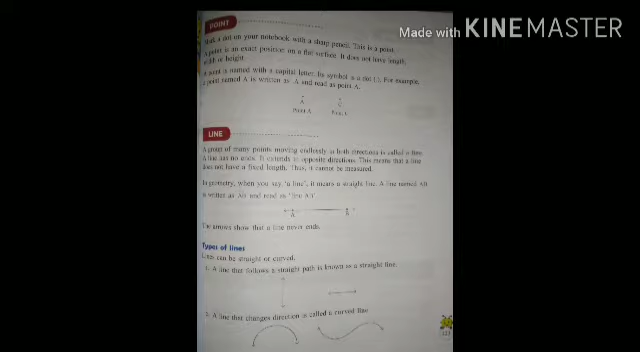 Made with KINEMASTER
POINT
Mark a dot on your notebook with a sharp pencil. This is a point.
A point is an exact position on a flat surface. It does not have length,
width or height.
A point is named with a capital letter. Its symbol is a dot (.). For example,
a point named A is written as A and read as point A.
A
Point A
LINE
A group of many points moving endlessly in both directions is called a line.
A line has no ends. It extends in opposite directions. This means that a line
does not have a fixed length. Thus, it cannot be measured.
In geometry, when you say 'a line', it means a straight line. A line named AB
is written as AB and read as 'line AB'.
A B
The arrows show that a line never ends.
Types of lines
Lines can be straight or curved.
1. A line that follows a straight path is known as a straight line.
2. A line that changes direction is called a curved line.